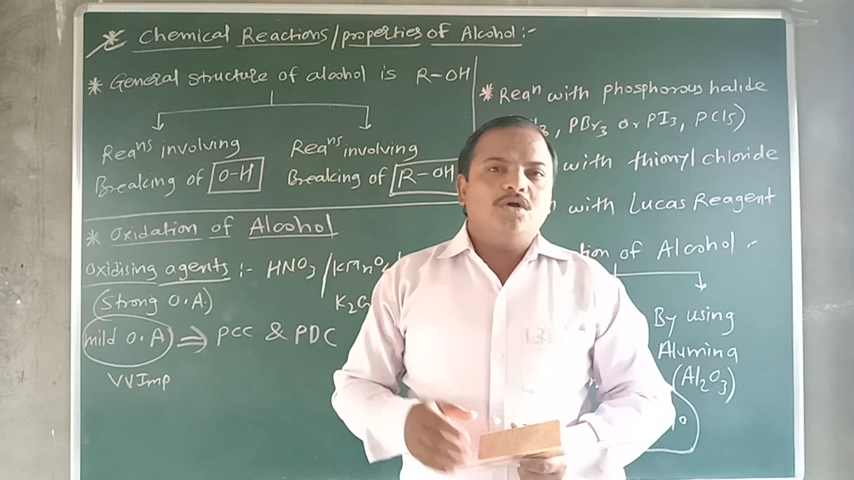 * Chemical Reactions/properties of Alcohol:-
* General structure of alcohol is R-OH
Reaⁿˢ involving
Breaking of O-H
Reaⁿˢ involving
Breaking of R-OH
* Oxidation of Alcohol
Oxidising agents :- HNO₃/KMnO₄
(Strong O.A)
mild O.A ⇒ PCC & PDC
VVImp
* Reaⁿ with phosphorous halide
PBr₃ or PI₃, PCl₅)
with thionyl chloride
with Lucas Reagent
of Alcohol :-
By using
Alumina
(Al₂O₃)